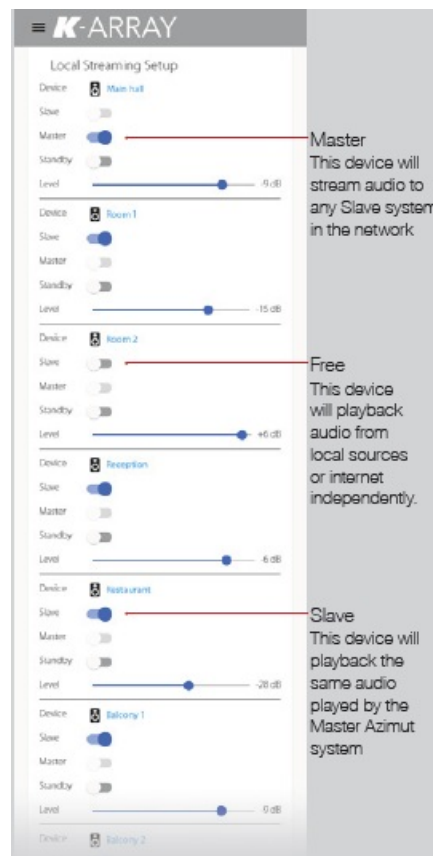 K-ARRAY
Local Streaming Setup
Device Main hall
Slave
Master
Standby
Level -9 dB
Device Room 1
Slave
Master
Standby
Level -15 dB
Device Room 2
Slave
Master
Standby
Level +6 dB
Device Reception
Slave
Master
Standby
Level -6 dB
Device Restaurant
Slave
Master
Standby
Level -28 dB
Device Balcony 1
Slave
Master
Standby
Level -9 dB
Device Balcony 2
Master
This device will
stream audio to
any Slave system
in the network
Free
This device
will playback
audio from
local sources
or internet
independently.
Slave
This device will
playback the
same audio
played by the
Master Azimut
system